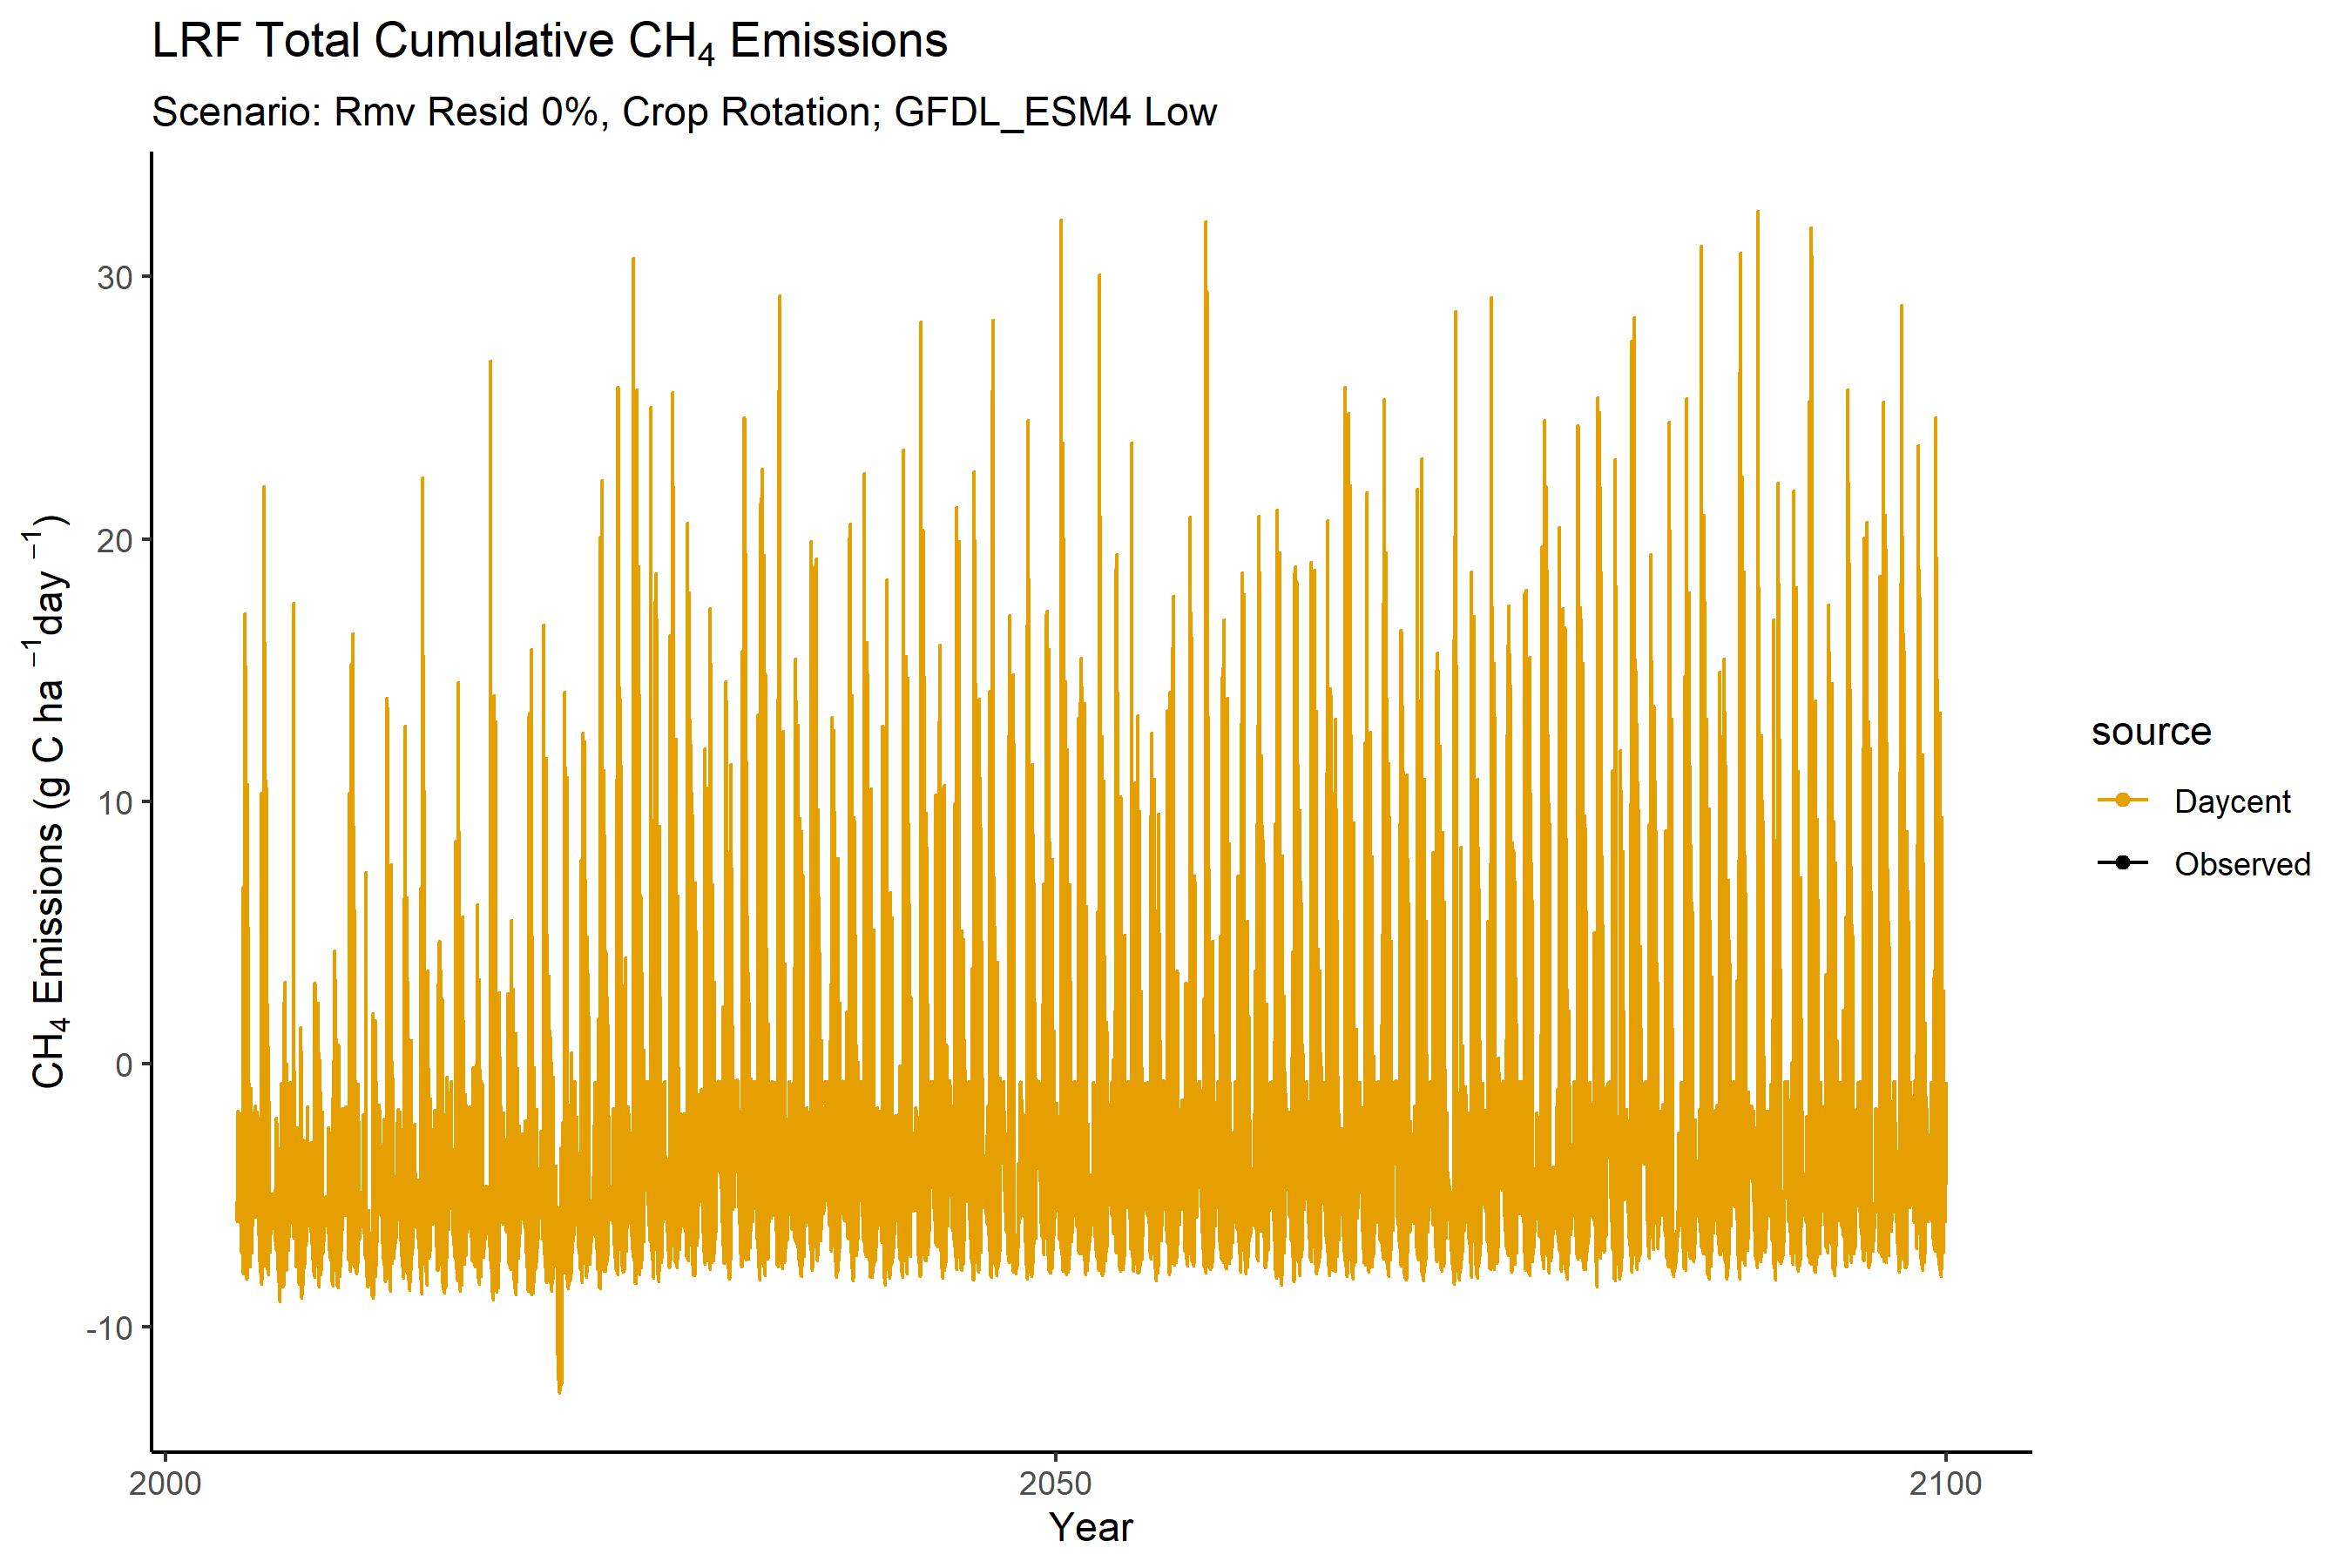 LRF Total Cumulative CH₄ Emissions
Scenario: Rmv Resid 0%, Crop Rotation; GFDL_ESM4 Low
CH₄ Emissions (g C ha ⁻¹day ⁻¹)
30
20
10
0
-10
2000
2050
2100
Year
source
Daycent
Observed